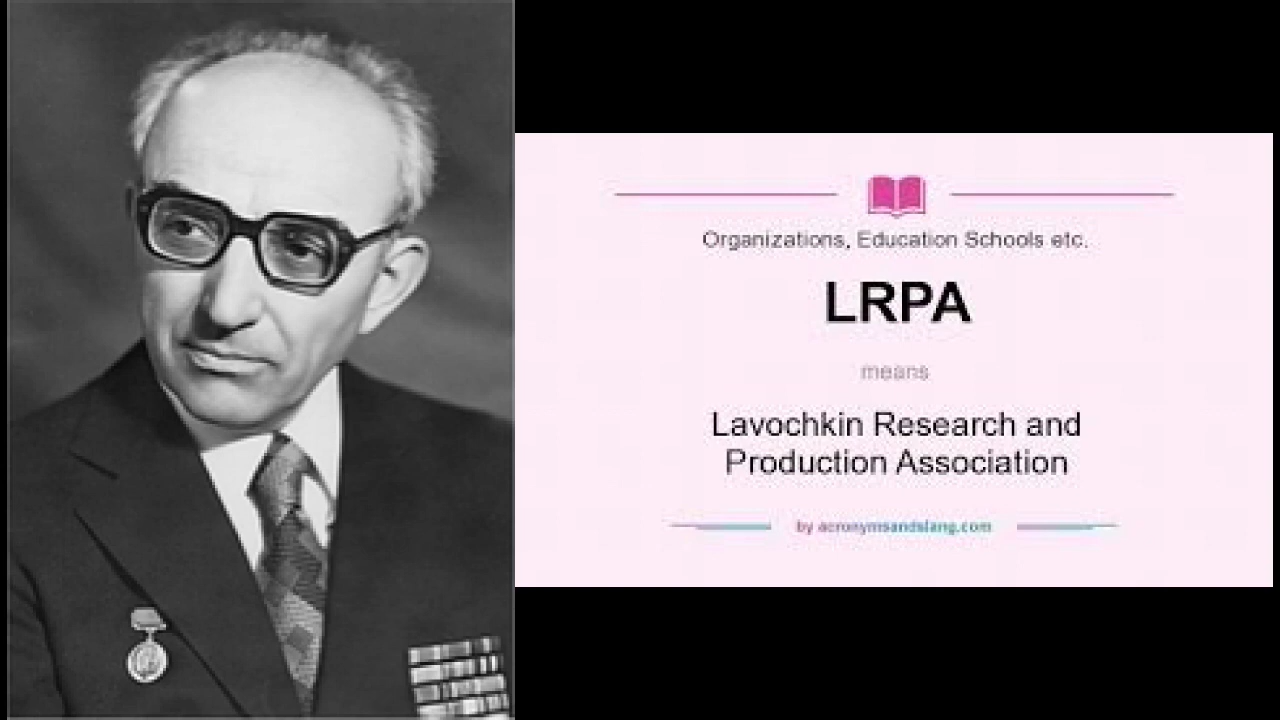 Organizations, Education Schools etc.
LRPA
means
Lavochkin Research and
Production Association
by acronymsandslang.com